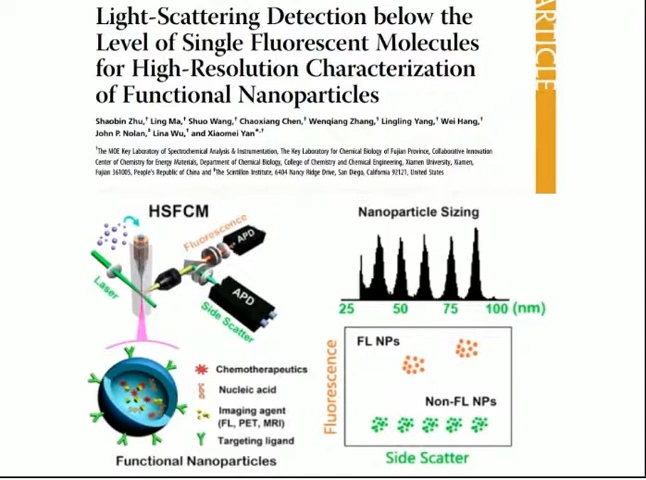 Light-Scattering Detection below the
Level of Single Fluorescent Molecules
for High-Resolution Characterization
of Functional Nanoparticles
ARTICLE
Shaobin Zhu,† Ling Ma,† Shuo Wang,† Chaoxiang Chen,† Wenqiang Zhang,† Lingling Yang,† Wei Hang,†
John P. Nolan,‡ Lina Wu,† and Xiaomei Yan*,†
†The MOE Key Laboratory of Spectrochemical Analysis & Instrumentation, The Key Laboratory for Chemical Biology of Fujian Province, Collaborative Innovation
Center of Chemistry for Energy Materials, Department of Chemical Biology, College of Chemistry and Chemical Engineering, Xiamen University, Xiamen,
Fujian 361005, People's Republic of China and ‡The Scintillon Institute, 6404 Nancy Ridge Drive, San Diego, California 92121, United States
HSFCM
Fluorescence
APD
Laser
APD
Side Scatter
Chemotherapeutics
Nucleic acid
Imaging agent
(FL, PET, MRI)
Targeting ligand
Functional Nanoparticles
Nanoparticle Sizing
25 50 75 100 (nm)
Fluorescence
FL NPs
Non-FL NPs
Side Scatter